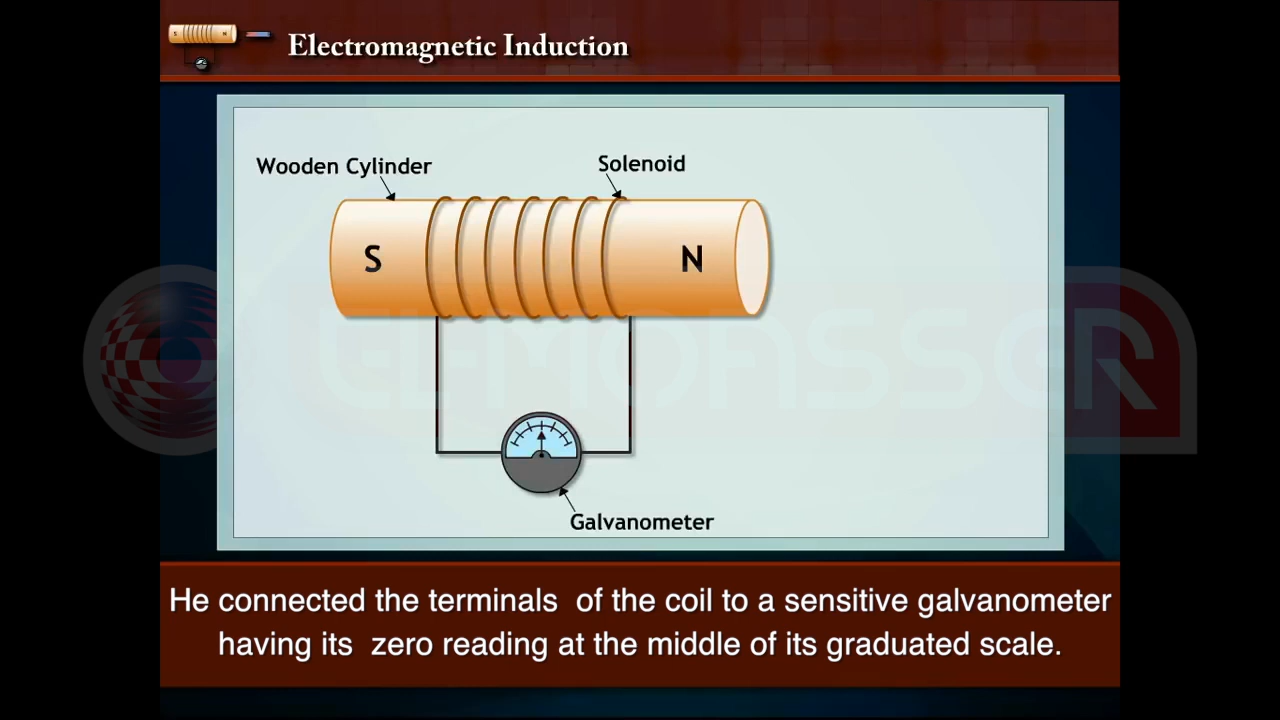 Electromagnetic Induction
Wooden Cylinder
Solenoid
S
N
Galvanometer
He connected the terminals of the coil to a sensitive galvanometer
having its zero reading at the middle of its graduated scale.